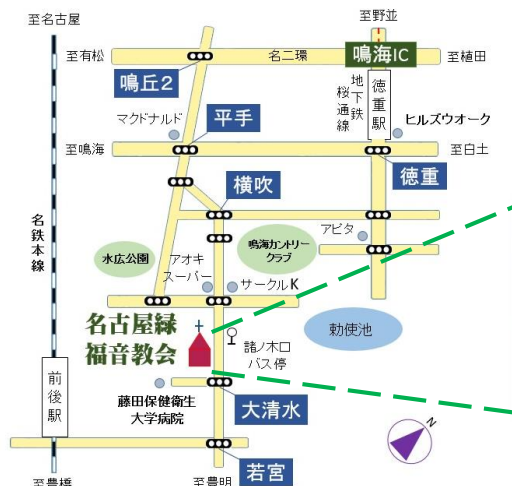 至名古屋
至野並
至有松
名二環
鳴海IC
至植田
鳴丘2
地下鉄
桜通線
徳重駅
マクドナルド
平手
ヒルズウオーク
至鳴海
至白土
徳重
横吹
名鉄本線
水広公園
アオキ
スーパー
鳴海カントリー
クラブ
アピタ
サークルK
名古屋緑
福音教会
諸ノ木口
バス停
勅使池
前後駅
藤田保健衛生
大学病院
大清水
N
若宮
至豊橋
至豊明